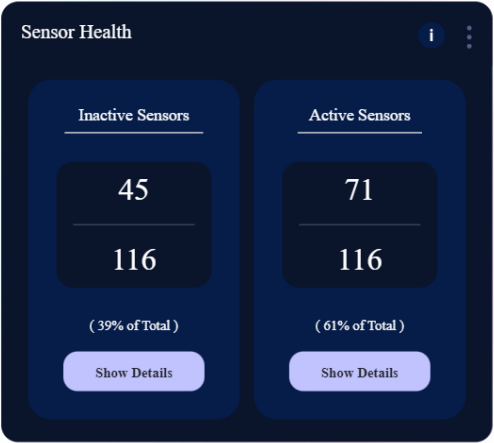 Sensor Health
i
Inactive Sensors
45
116
( 39% of Total )
Show Details
Active Sensors
71
116
( 61% of Total )
Show Details